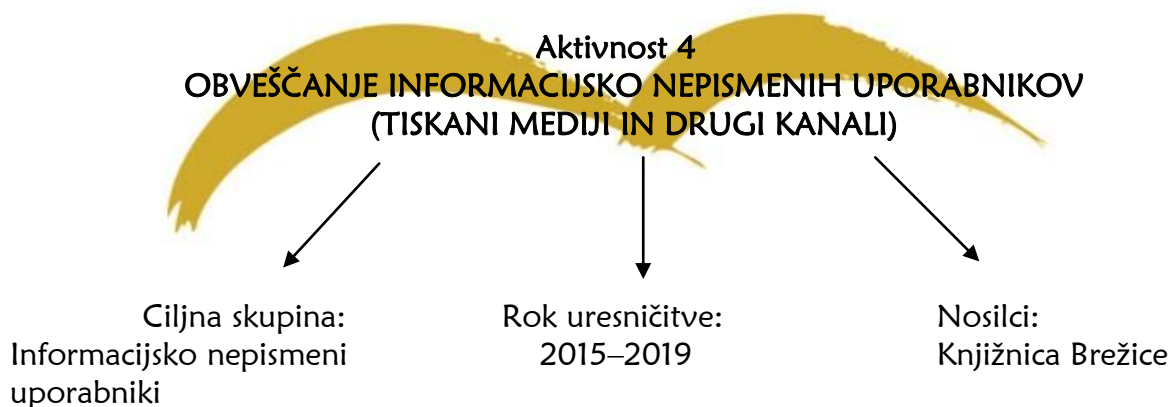 Aktivnost 4
OBVEŠČANJE INFORMACIJSKO NEPISMENIH UPORABNIKOV
(TISKANI MEDIJI IN DRUGI KANALI)
Ciljna skupina:
Informacijsko nepismeni
uporabniki
Rok uresničitve:
2015–2019
Nosilci:
Knjižnica Brežice